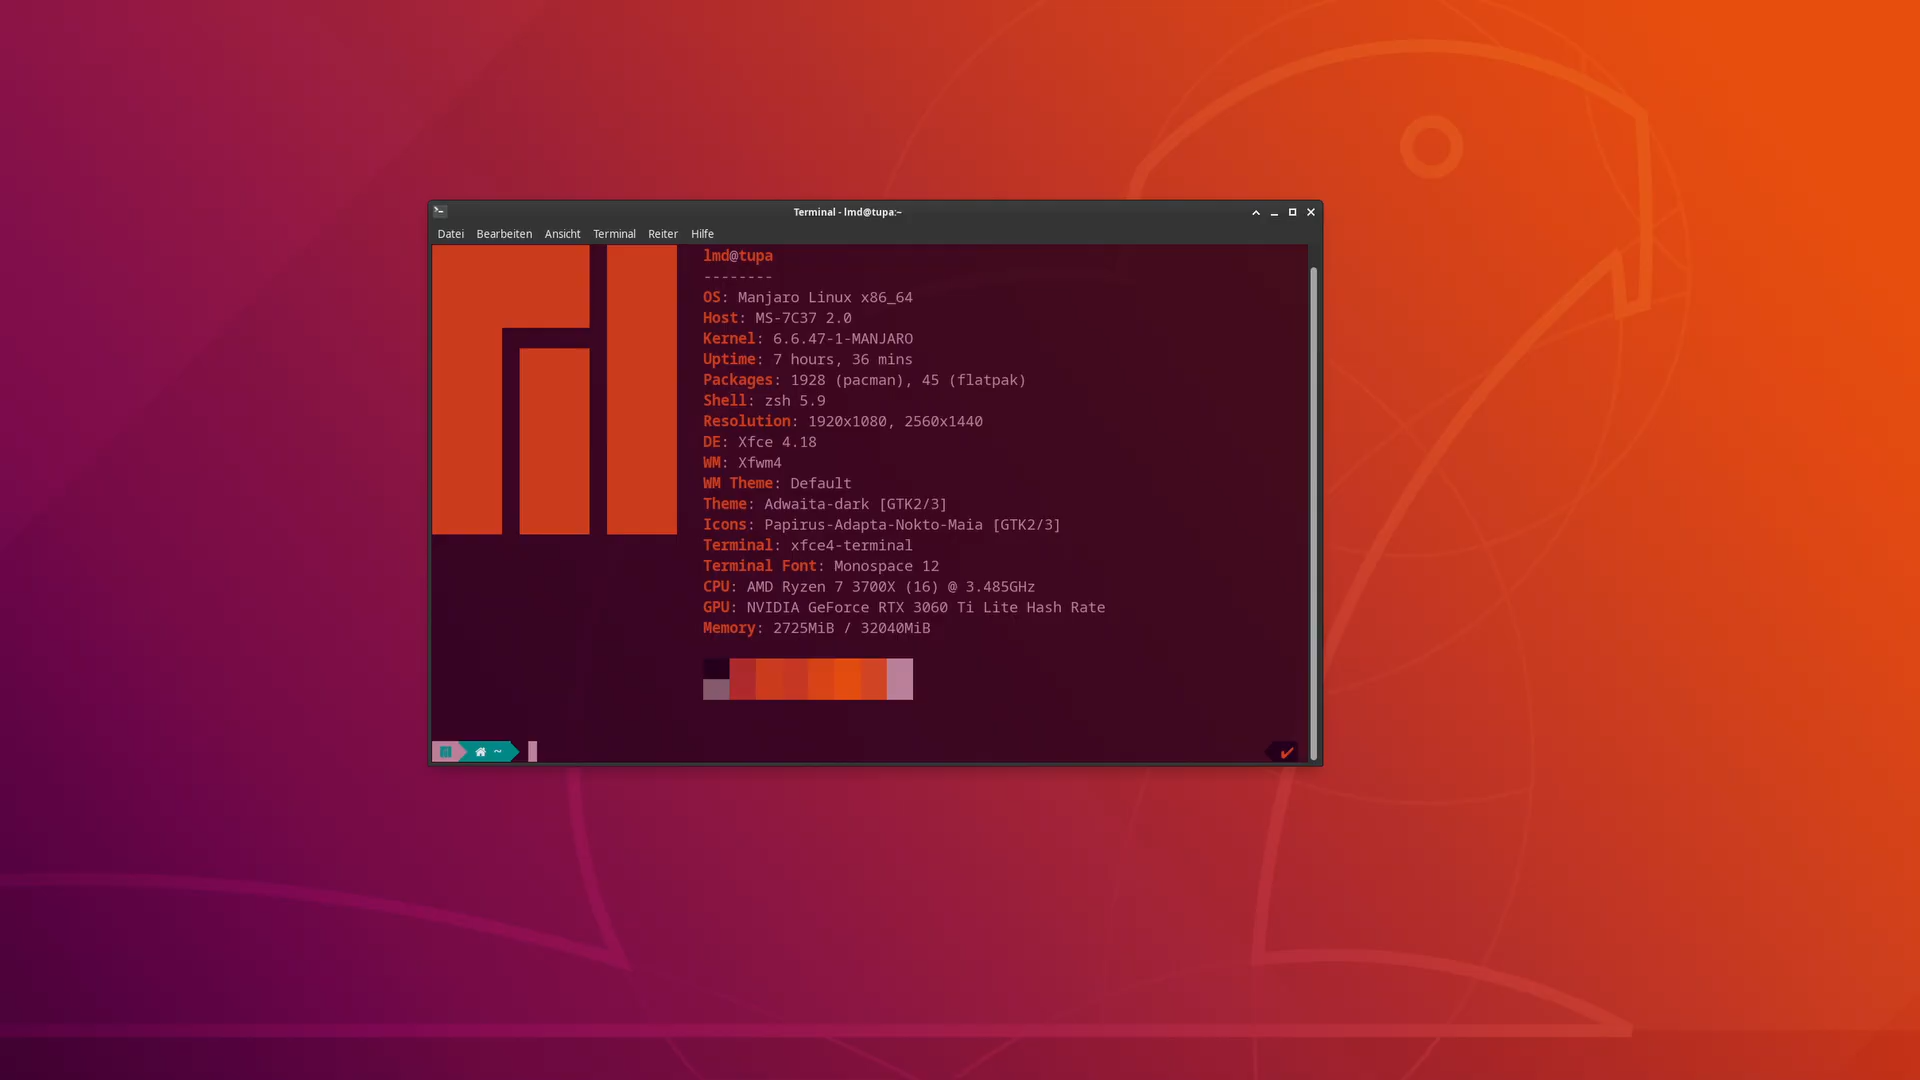 Terminal - lmd@tupa:~
Datei Bearbeiten Ansicht Terminal Reiter Hilfe
lmd@tupa
--------
OS: Manjaro Linux x86_64
Host: MS-7C37 2.0
Kernel: 6.6.47-1-MANJARO
Uptime: 7 hours, 36 mins
Packages: 1928 (pacman), 45 (flatpak)
Shell: zsh 5.9
Resolution: 1920x1080, 2560x1440
DE: Xfce 4.18
WM: Xfwm4
WM Theme: Default
Theme: Adwaita-dark [GTK2/3]
Icons: Papirus-Adapta-Nokto-Maia [GTK2/3]
Terminal: xfce4-terminal
Terminal Font: Monospace 12
CPU: AMD Ryzen 7 3700X (16) @ 3.485GHz
GPU: NVIDIA GeForce RTX 3060 Ti Lite Hash Rate
Memory: 2725MiB / 32040MiB
~